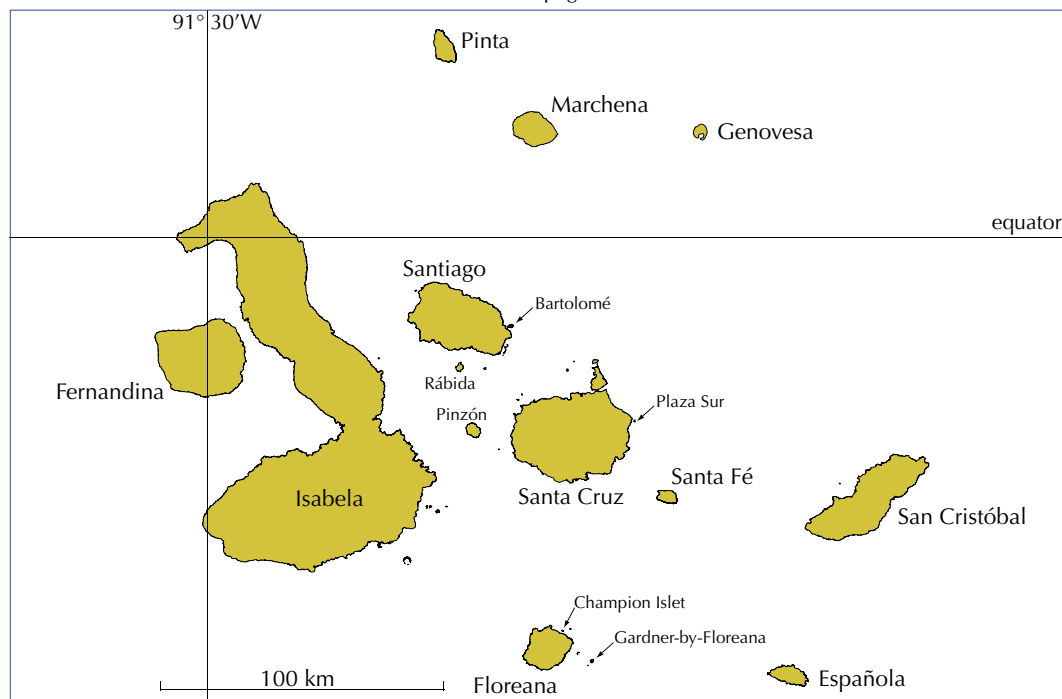 91° 30′W
Pinta
Marchena
Genovesa
equator
Santiago
Bartolomé
Rábida
Fernandina
Pinzón
Plaza Sur
Santa Fé
Isabela
Santa Cruz
San Cristóbal
Champion Islet
Gardner-by-Floreana
100 km
Floreana
Española